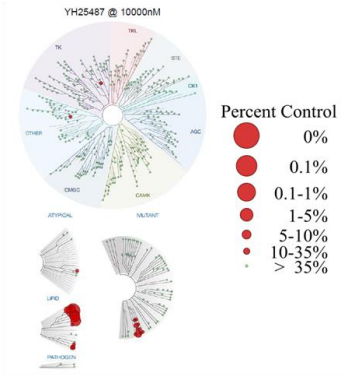 YH25487 @ 10000nM
TKL
TK
STE
CK1
OTHER
AGC
CMGC
CAMK
ATYPICAL
MUTANT
LIPID
PATHOGEN
Percent Control
0%
0.1%
0.1-1%
1-5%
5-10%
10-35%
> 35%